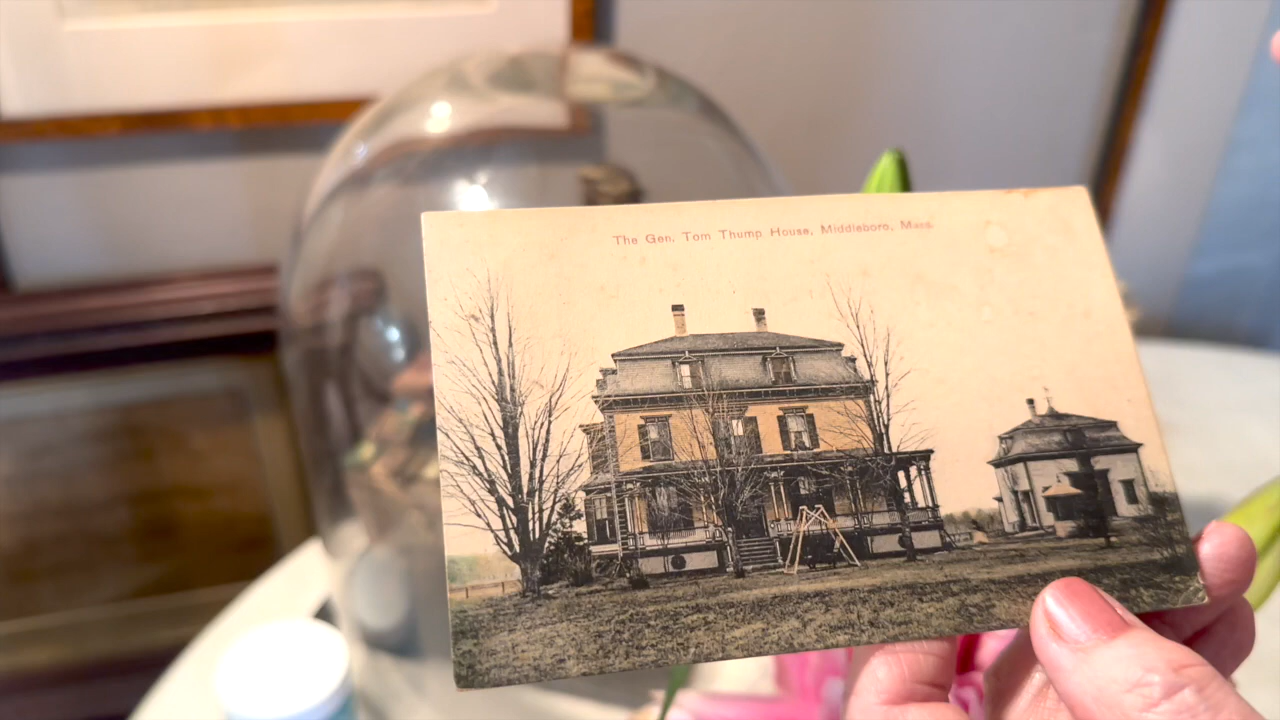 The Gen. Tom Thump House, Middleboro, Mass.